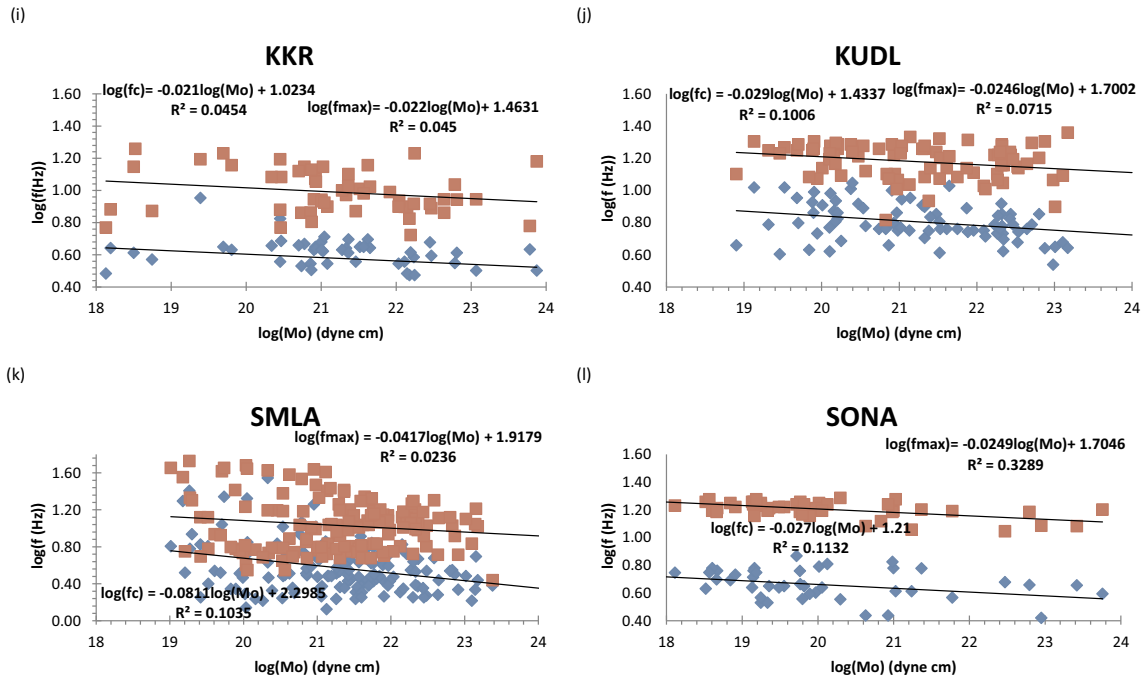 (i)
KKR
log(fc)= -0.021log(Mo) + 1.0234
R² = 0.0454
log(fmax)= -0.022log(Mo)+ 1.4631
R² = 0.045
log(f(Hz))
1.60
1.40
1.20
1.00
0.80
0.60
0.40
18 19 20 21 22 23 24
log(Mo) (dyne cm)
(j)
KUDL
log(fc) = -0.029log(Mo) + 1.4337
R² = 0.1006
log(fmax)= -0.0246log(Mo) + 1.7002
R² = 0.0715
log(f (Hz)
1.60
1.40
1.20
1.00
0.80
0.60
0.40
18 19 20 21 22 23 24
log(Mo) (dyne cm)
(k)
SMLA
log(fmax) = -0.0417log(Mo) + 1.9179
R² = 0.0236
log(f (Hz))
1.60
1.20
0.80
0.40
0.00
log(fc) = -0.0811log(Mo) + 2.2985
R² = 0.1035
18 19 20 21 22 23 24
log(Mo) (dyne cm)
(l)
SONA
log(fmax)= -0.0249log(Mo)+ 1.7046
R² = 0.3289
log(f (Hz)
1.60
1.40
1.20
1.00
0.80
0.60
0.40
log(fc) = -0.027log(Mo) + 1.21
R² = 0.1132
18 19 20 21 22 23 24
log(Mo) (dyne cm)